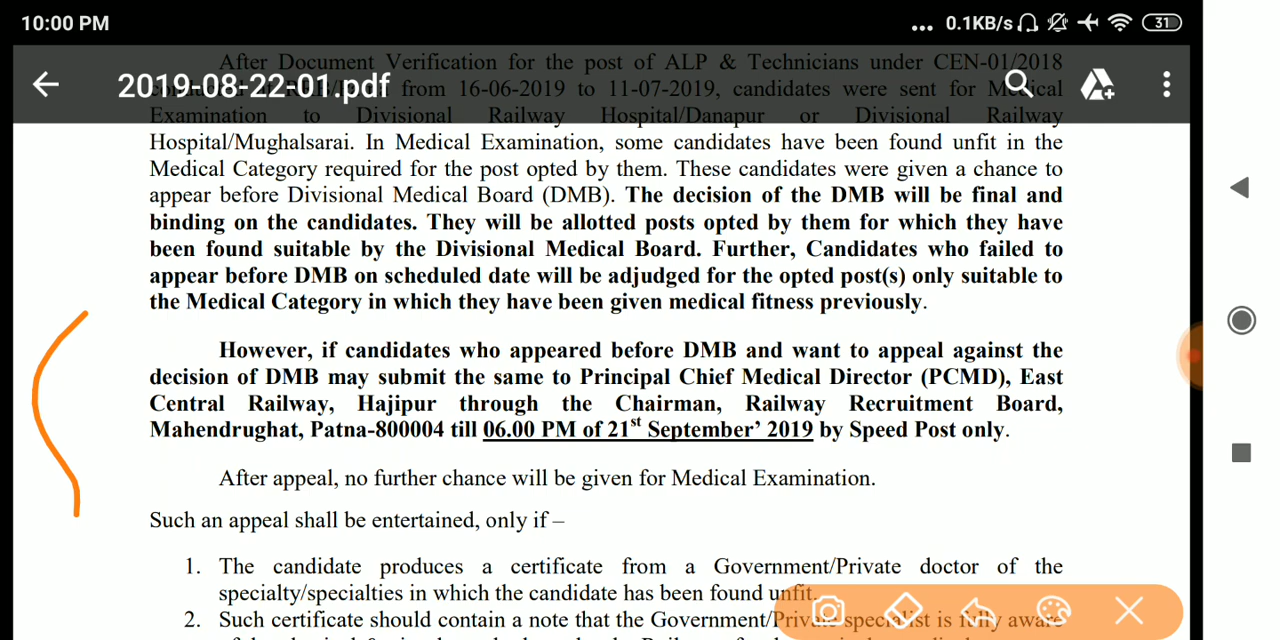 10:00 PM
... 0.1KB/s 31
After Document Verification for the post of ALP & Technicians under CEN-01/2018
2019-08-22-01.pdf
from 16-06-2019 to 11-07-2019, candidates were sent for Medical
Examination to Divisional Railway Hospital/Danapur or Divisional Railway
Hospital/Mughalsarai. In Medical Examination, some candidates have been found unfit in the
Medical Category required for the post opted by them. These candidates were given a chance to
appear before Divisional Medical Board (DMB). The decision of the DMB will be final and
binding on the candidates. They will be allotted posts opted by them for which they have
been found suitable by the Divisional Medical Board. Further, Candidates who failed to
appear before DMB on scheduled date will be adjudged for the opted post(s) only suitable to
the Medical Category in which they have been given medical fitness previously.
However, if candidates who appeared before DMB and want to appeal against the
decision of DMB may submit the same to Principal Chief Medical Director (PCMD), East
Central Railway, Hajipur through the Chairman, Railway Recruitment Board,
Mahendrughat, Patna-800004 till 06.00 PM of 21st September' 2019 by Speed Post only.
After appeal, no further chance will be given for Medical Examination.
Such an appeal shall be entertained, only if –
1. The candidate produces a certificate from a Government/Private doctor of the
specialty/specialties in which the candidate has been found unfit.
2. Such certificate should contain a note that the Government/Private specialist is fully aware